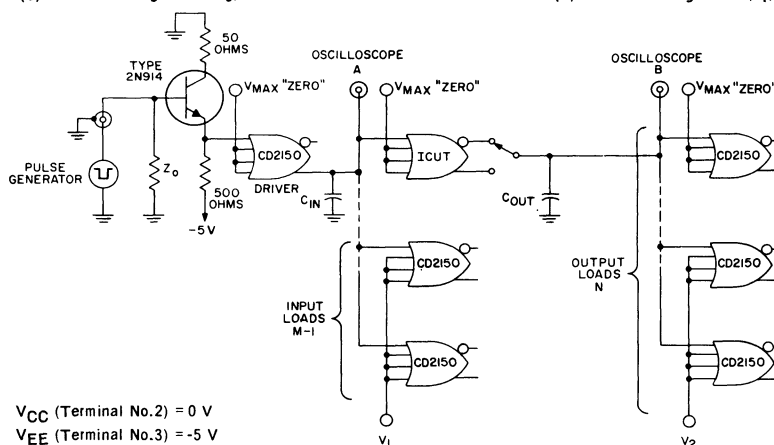 50
OHMS
TYPE
2N914
OSCILLOSCOPE
A
OSCILLOSCOPE
B
VMAX "ZERO"
VMAX "ZERO"
VMAX "ZERO"
CD2150
ICUT
CD2150
DRIVER
PULSE
GENERATOR
Zo
500
OHMS
-5V
CIN
COUT
CD2150
CD2150
INPUT
LOADS
M-1
OUTPUT
LOADS
N
CD2150
CD2150
VCC (Terminal No.2) = 0 V
VEE (Terminal No.3) = -5 V
V1
V2